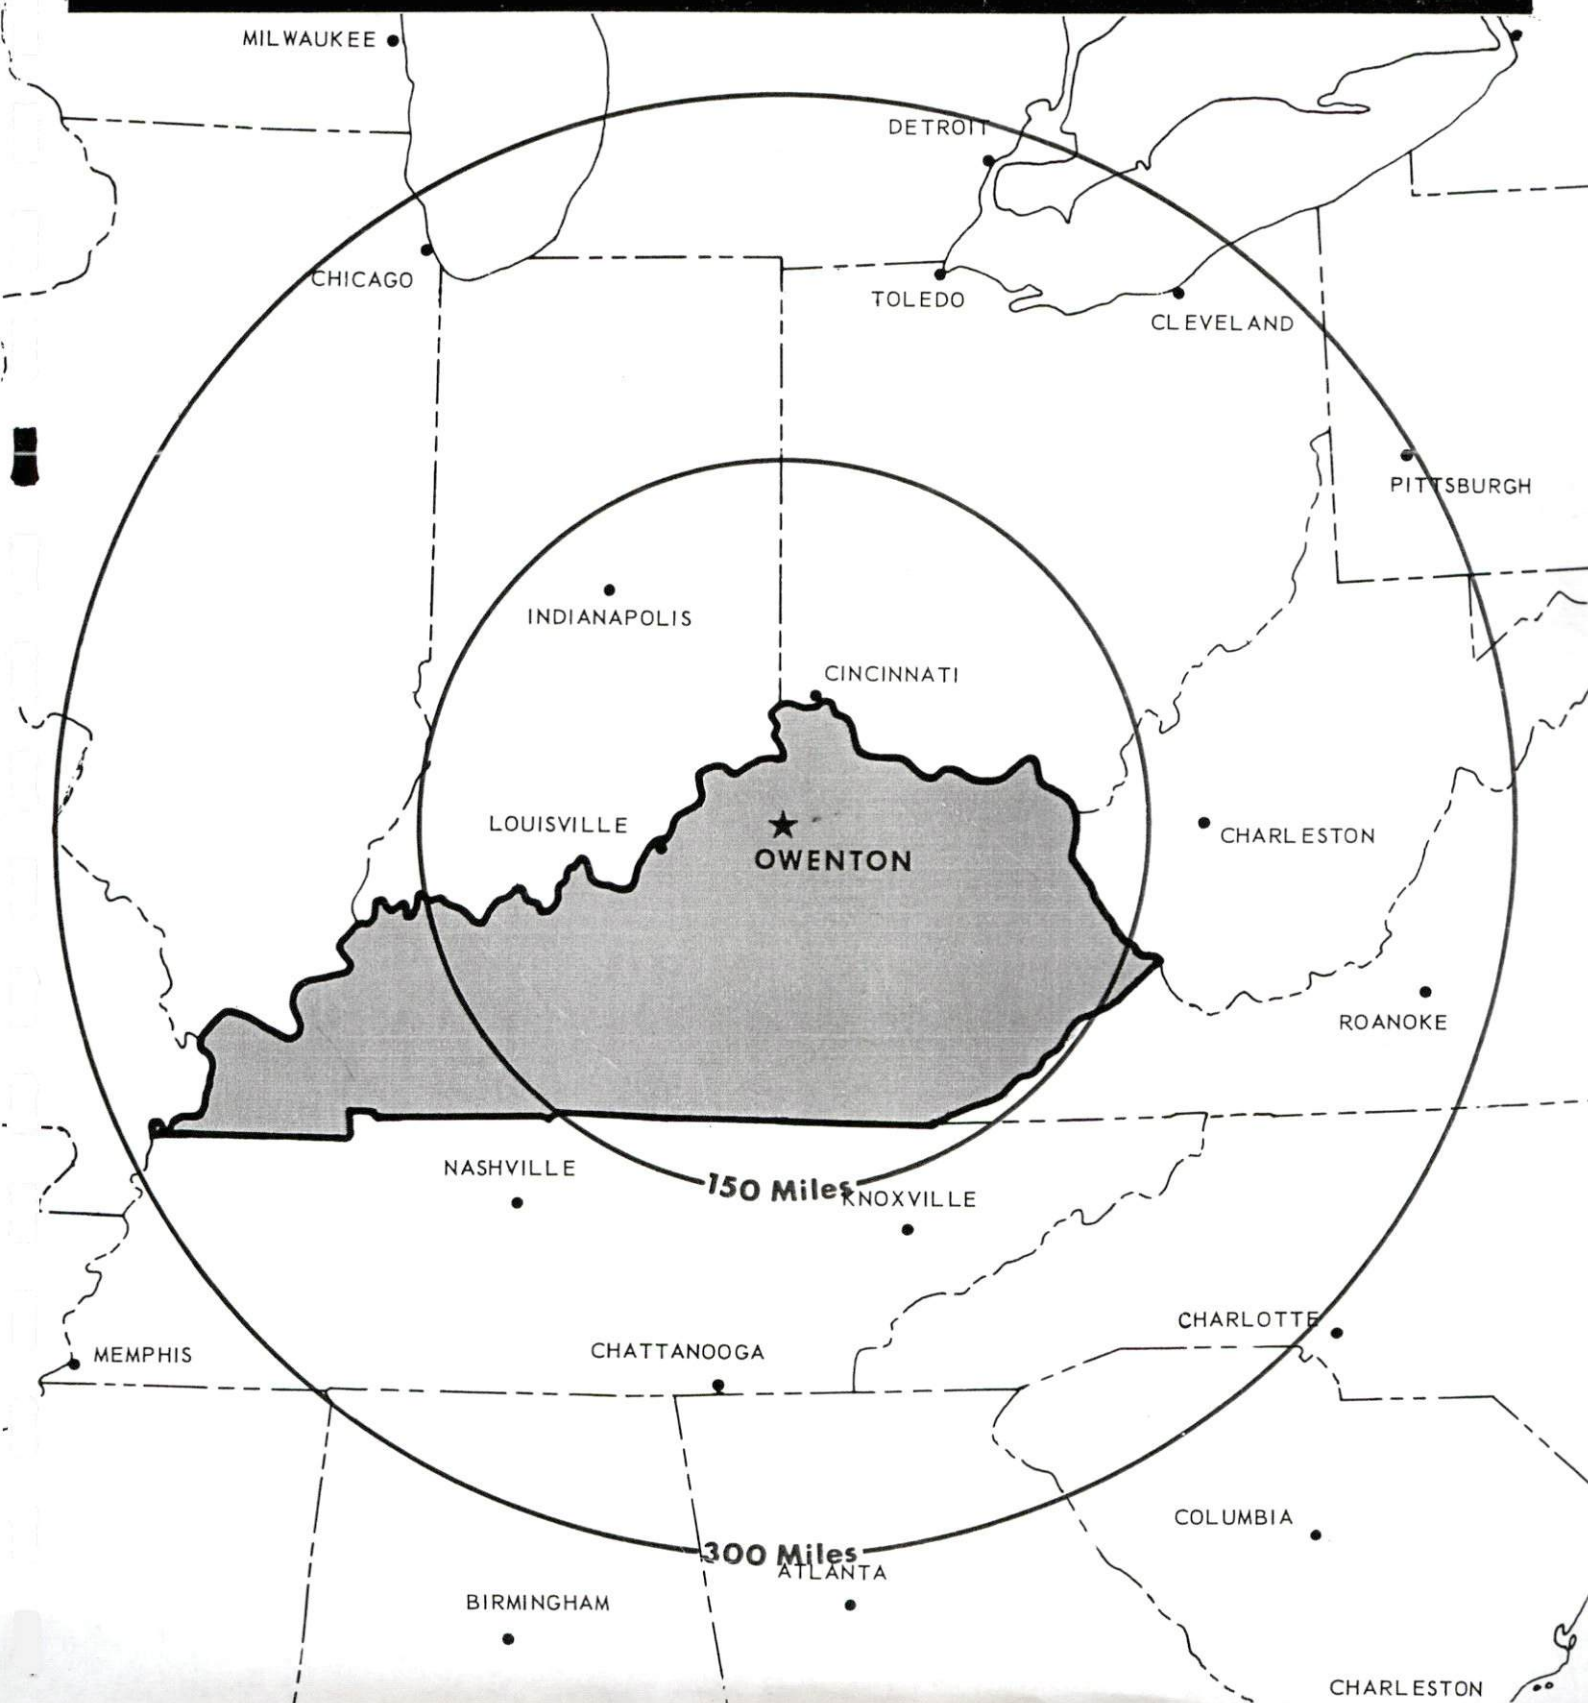 MILWAUKEE
DETROIT
CHICAGO
TOLEDO
CLEVELAND
PITTSBURGH
INDIANAPOLIS
CINCINNATI
LOUISVILLE
OWENTON
CHARLESTON
ROANOKE
NASHVILLE
150 Miles
KNOXVILLE
CHARLOTTE
CHATTANOOGA
MEMPHIS
COLUMBIA
300 Miles
ATLANTA
BIRMINGHAM
CHARLESTON